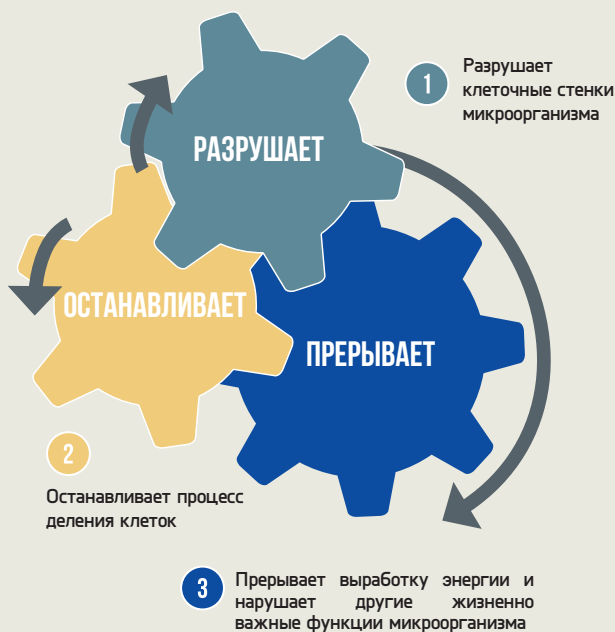 1
Разрушает
клеточные стенки
микроорганизма
РАЗРУШАЕТ
ОСТАНАВЛИВАЕТ
ПРЕРЫВАЕТ
2
Останавливает процесс
деления клеток
3
Прерывает выработку энергии и
нарушает другие жизненно
важные функции микроорганизма